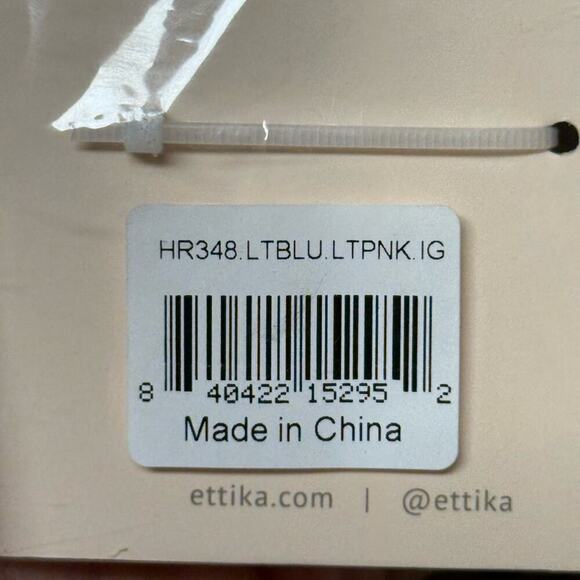 HR348.LTBLU.LTPNK.IG
8 40422 15295 2
Made in China
ettika.com | @ettika